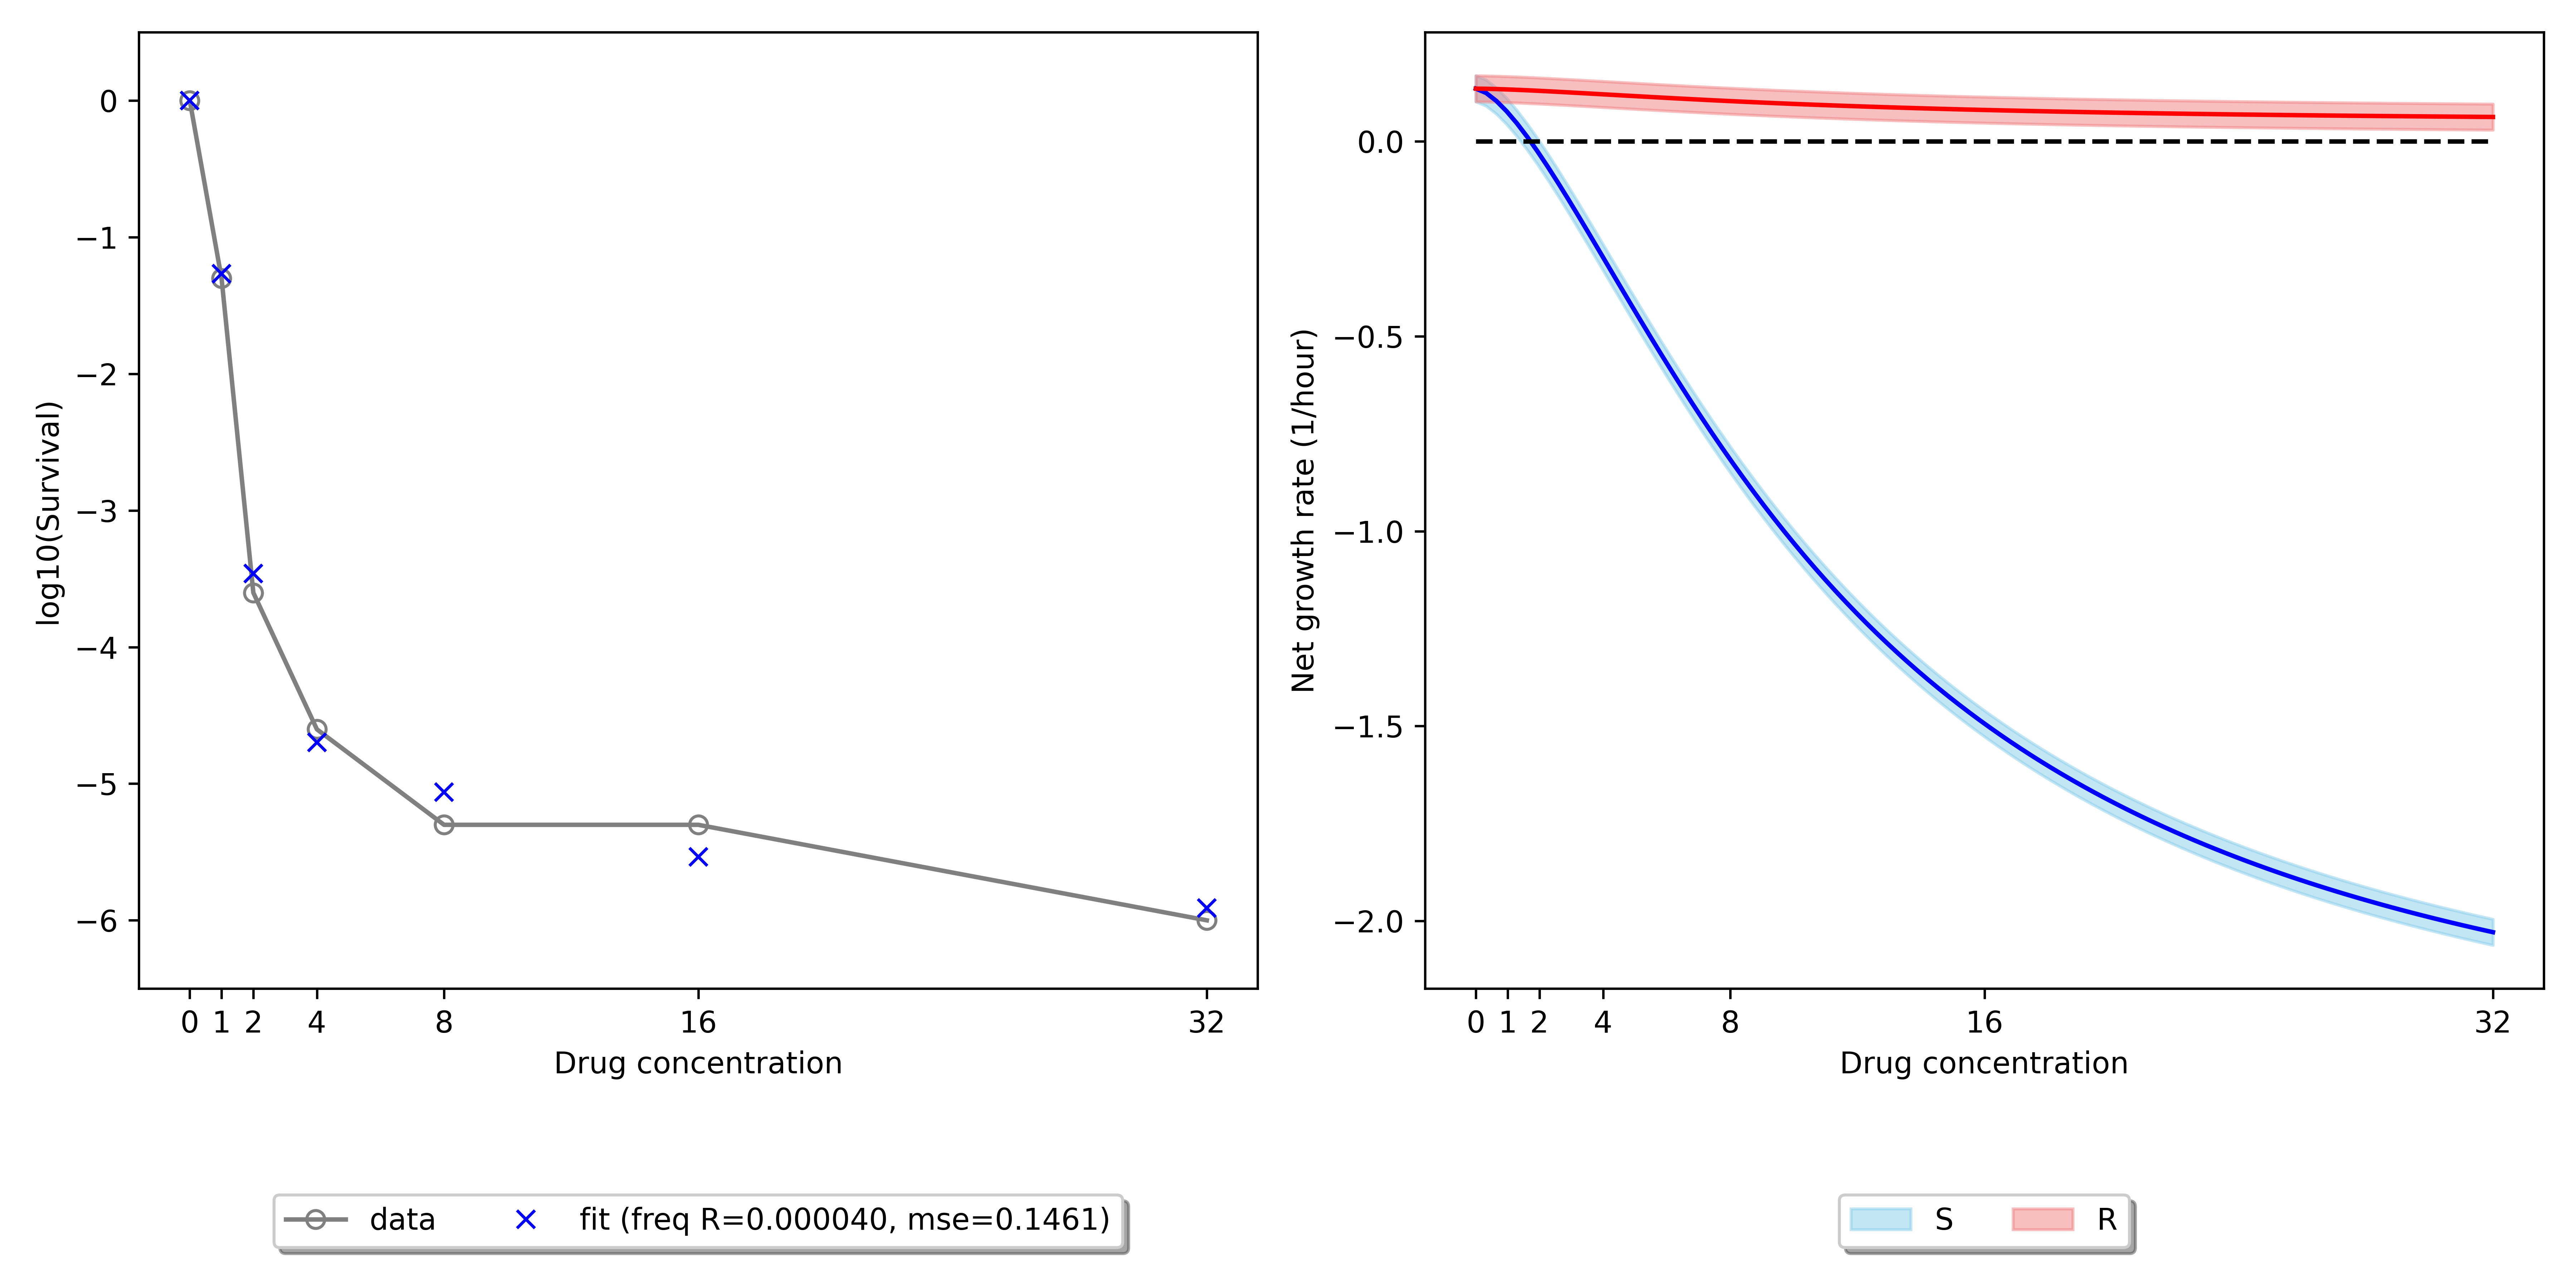 0
−1
−2
−3
−4
−5
−6
log10(Survival)
0 1 2 4 8 16 32
Drug concentration
data fit (freq R=0.000040, mse=0.1461)
0.0
−0.5
−1.0
−1.5
−2.0
Net growth rate (1/hour)
0 1 2 4 8 16 32
Drug concentration
S R